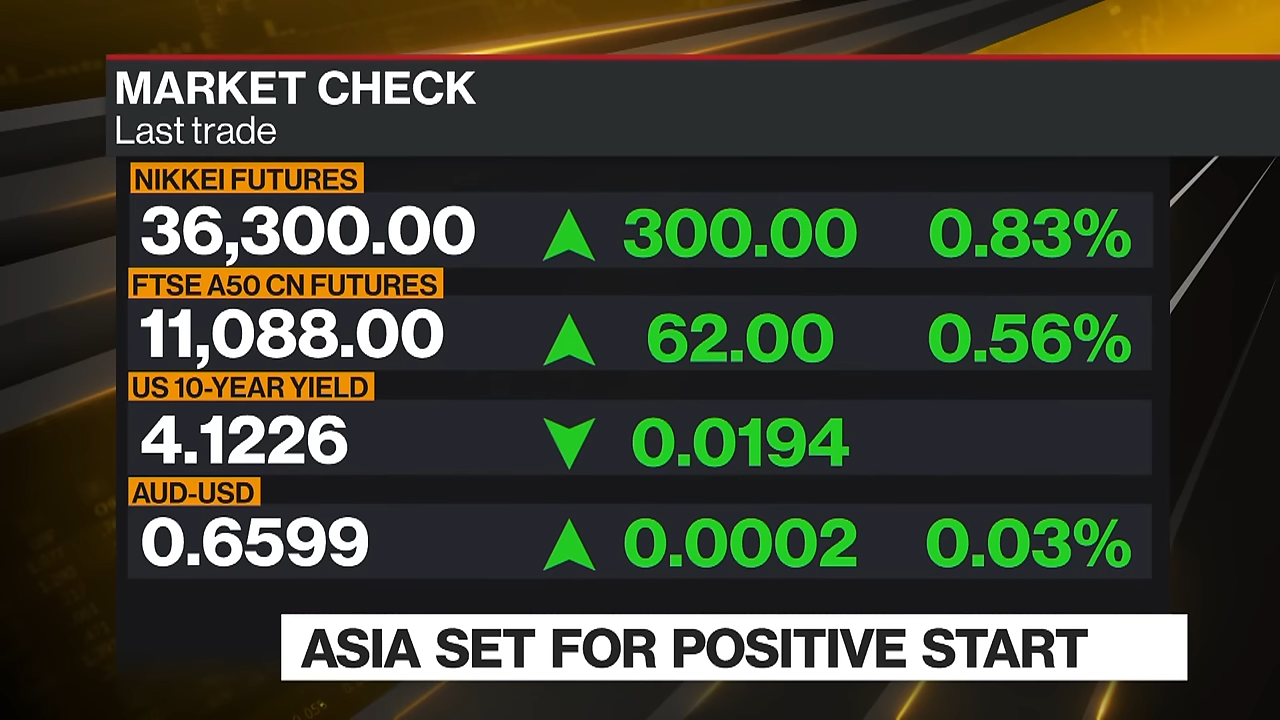 MARKET CHECK
Last trade
NIKKEI FUTURES
36,300.00 ▲ 300.00 0.83%
FTSE A50 CN FUTURES
11,088.00 ▲ 62.00 0.56%
US 10-YEAR YIELD
4.1226 ▼ 0.0194
AUD-USD
0.6599 ▲ 0.0002 0.03%
ASIA SET FOR POSITIVE START